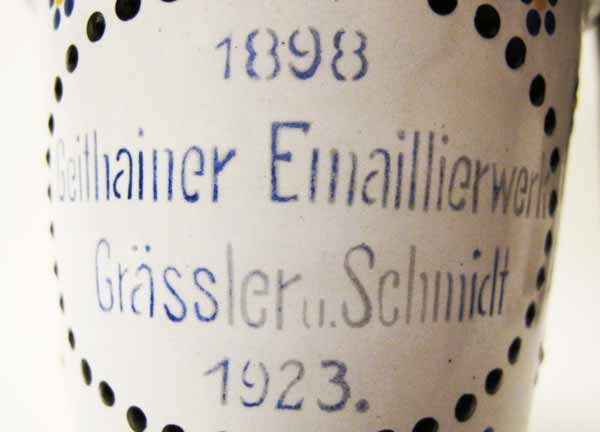 1898
Geithainer Emaillierwerk
Grässler u. Schmidt
1923.